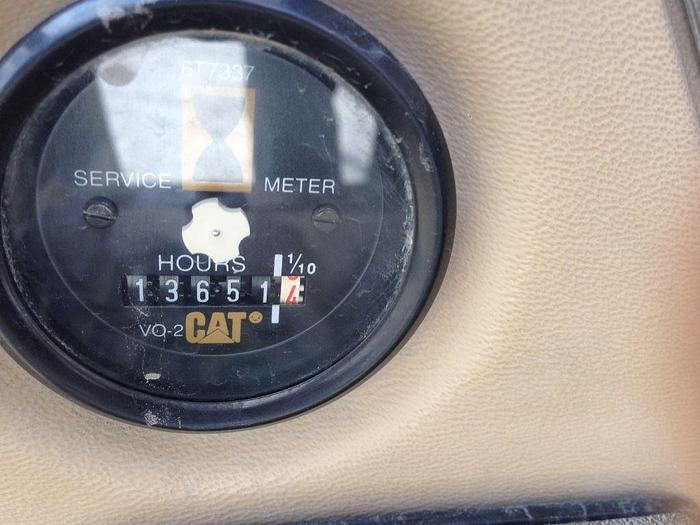 6T7337
SERVICE METER
HOURS 1/10
1 3 6 5 1 4
VO-2 CAT®